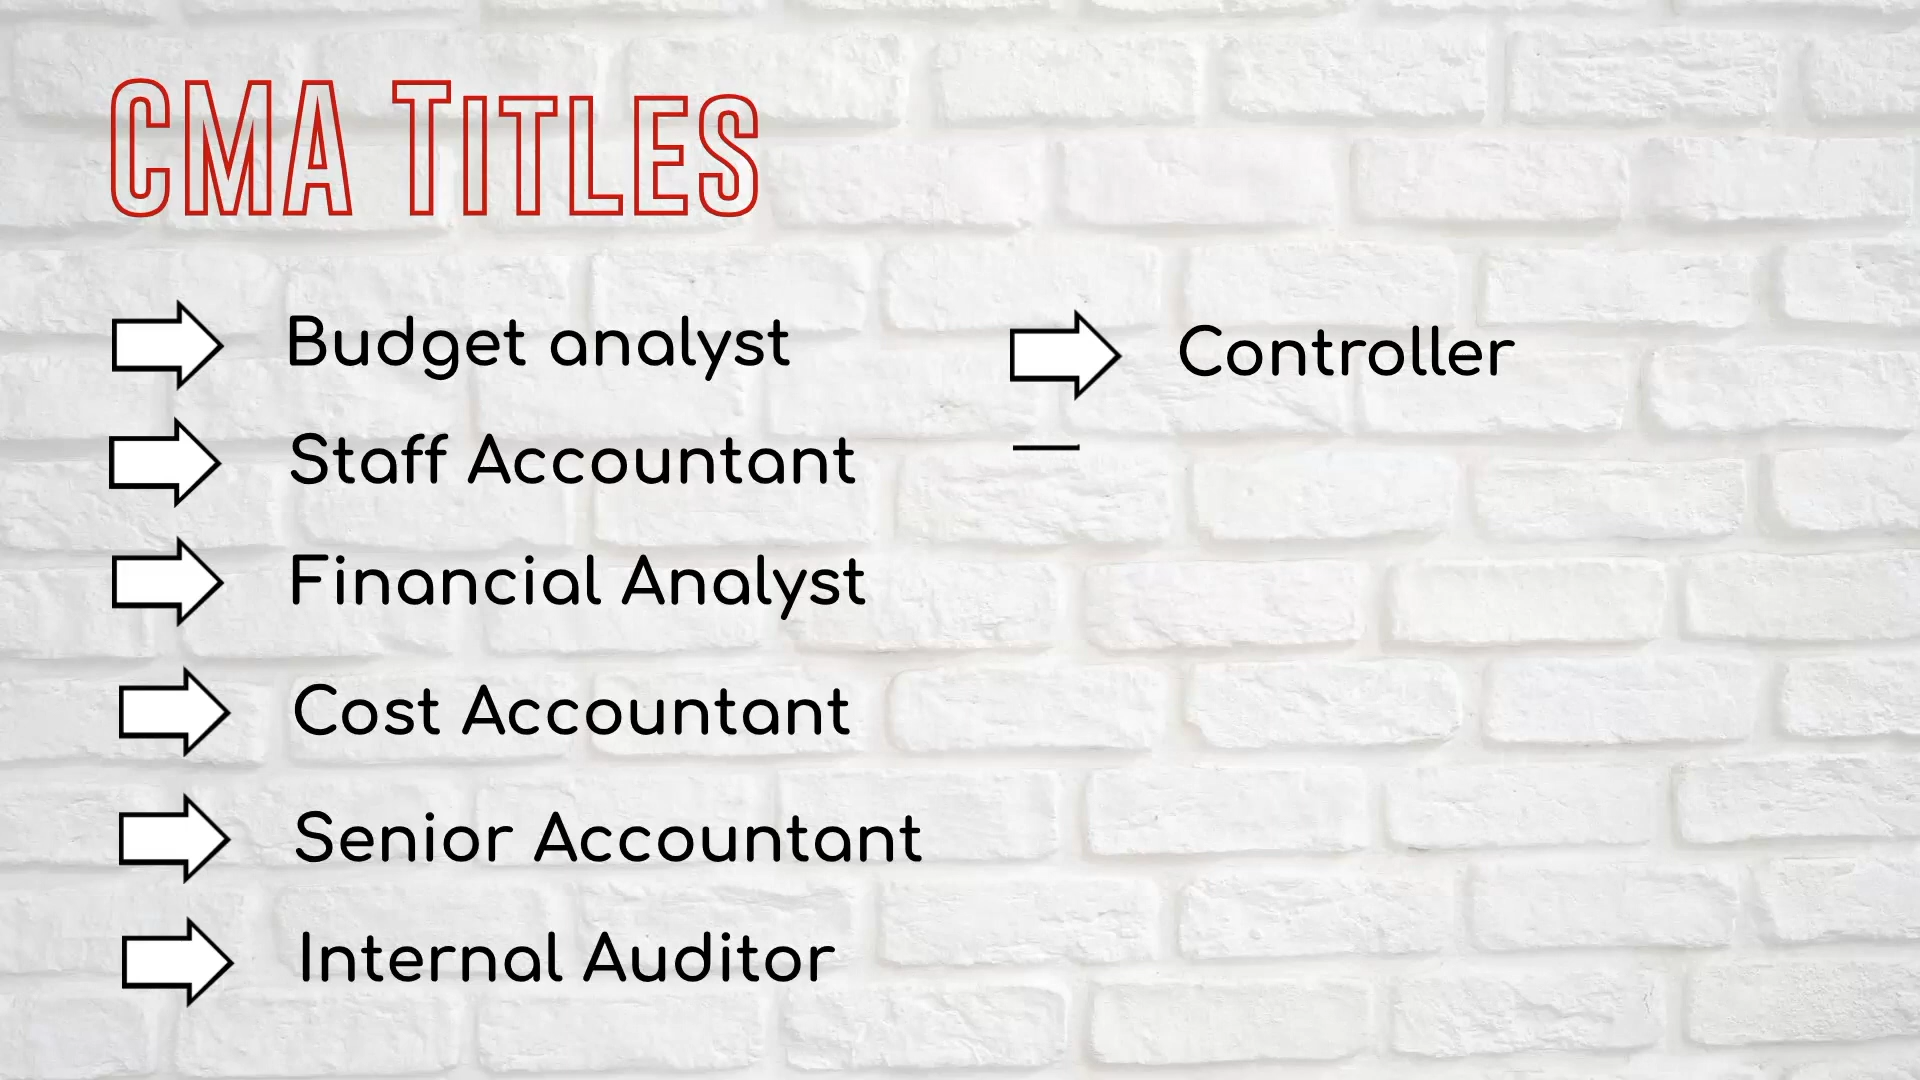 CMA Titles
Budget analyst
Staff Accountant
Financial Analyst
Cost Accountant
Senior Accountant
Internal Auditor
Controller